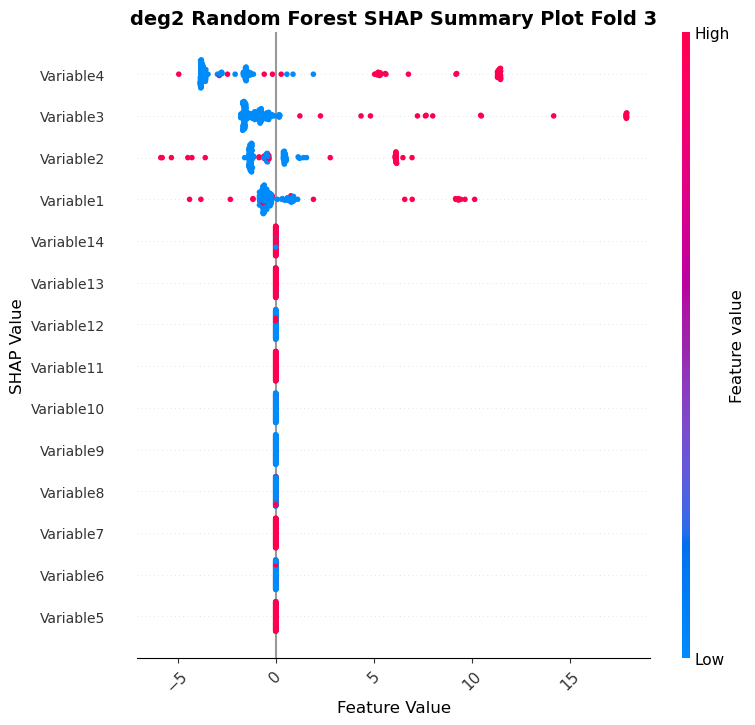 deg2 Random Forest SHAP Summary Plot Fold 3
High
Variable4
Variable3
Variable2
Variable1
Variable14
Variable13
Variable12
Variable11
Variable10
Variable9
Variable8
Variable7
Variable6
Variable5
SHAP Value
Feature value
Low
−5
0
5
10
15
Feature Value